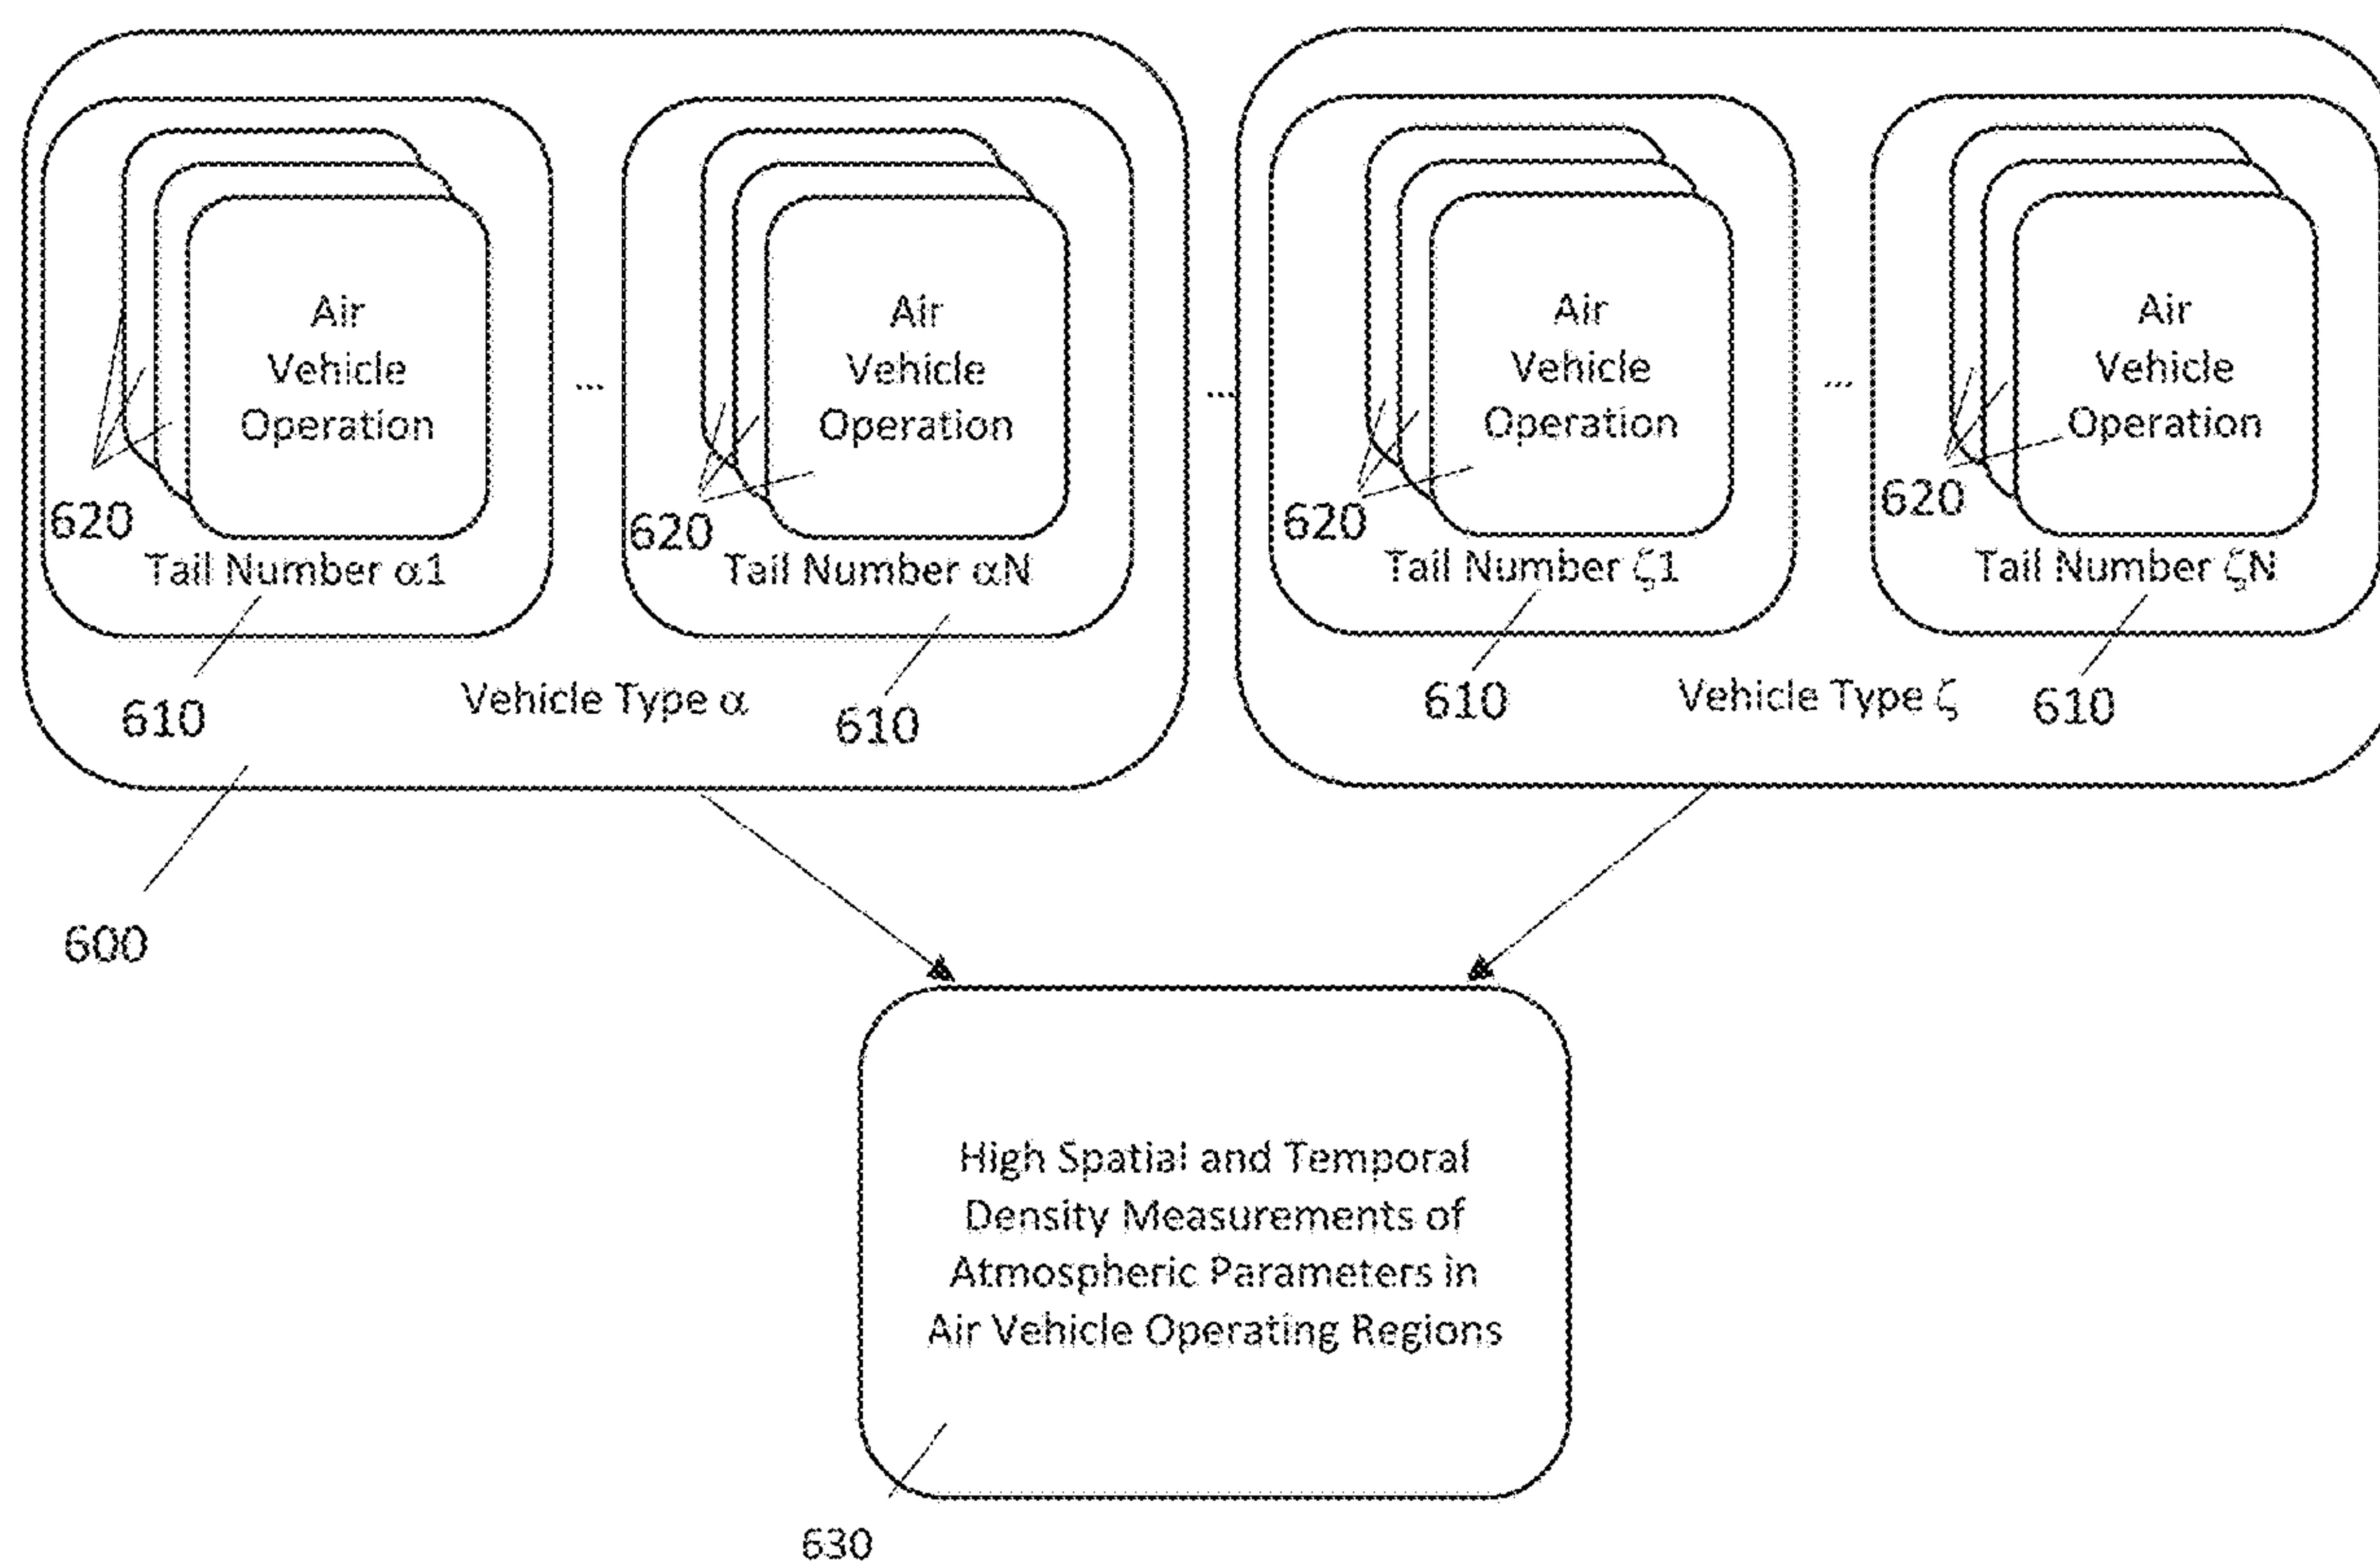 Air
Vehicle
Operation
620
Tail Number α1
610
...
Air
Vehicle
Operation
620
Tail Number αN
610
Vehicle Type α
600
...
Air
Vehicle
Operation
620
Tail Number ζ1
610
...
Air
Vehicle
Operation
620
Tail Number ζN
610
Vehicle Type ζ
High Spatial and Temporal
Density Measurements of
Atmospheric Parameters in
Air Vehicle Operating Regions
630